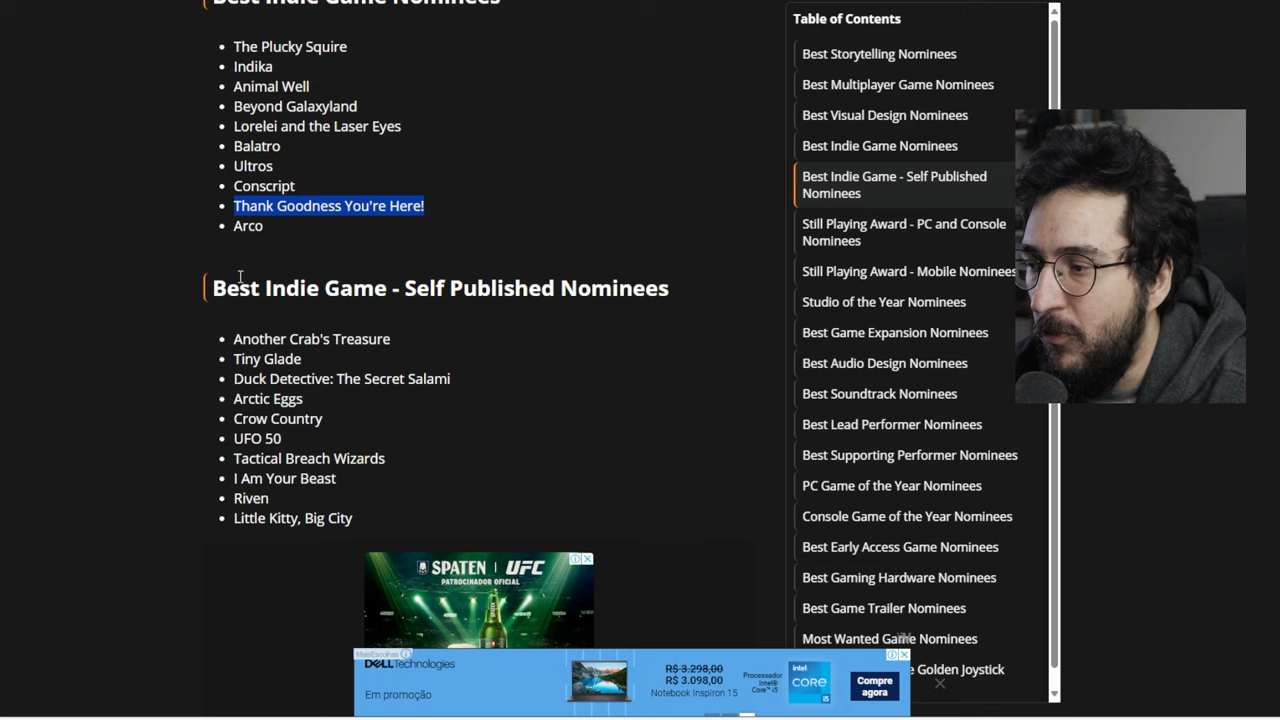 Best Indie Game Nominees
The Plucky Squire
Indika
Animal Well
Beyond Galaxyland
Lorelei and the Laser Eyes
Balatro
Ultros
Conscript
Thank Goodness You're Here!
Arco
Best Indie Game - Self Published Nominees
Another Crab's Treasure
Tiny Glade
Duck Detective: The Secret Salami
Arctic Eggs
Crow Country
UFO 50
Tactical Breach Wizards
I Am Your Beast
Riven
Little Kitty, Big City
SPATEN | UFC
PATROCINADOR OFICIAL
Table of Contents
Best Storytelling Nominees
Best Multiplayer Game Nominees
Best Visual Design Nominees
Best Indie Game Nominees
Best Indie Game - Self Published
Nominees
Still Playing Award - PC and Console
Nominees
Still Playing Award - Mobile Nominees
Studio of the Year Nominees
Best Game Expansion Nominees
Best Audio Design Nominees
Best Soundtrack Nominees
Best Lead Performer Nominees
Best Supporting Performer Nominees
PC Game of the Year Nominees
Console Game of the Year Nominees
Best Early Access Game Nominees
Best Gaming Hardware Nominees
Best Game Trailer Nominees
Most Wanted Game Nominees
Golden Joystick
MaisEscolhas
DELLTechnologies
Em promoção
R$ 3.298,00
R$ 3.098,00
Notebook Inspiron 15
Processador
Intel®
Core™ i5
intel
CORE
i5
Compre
agora